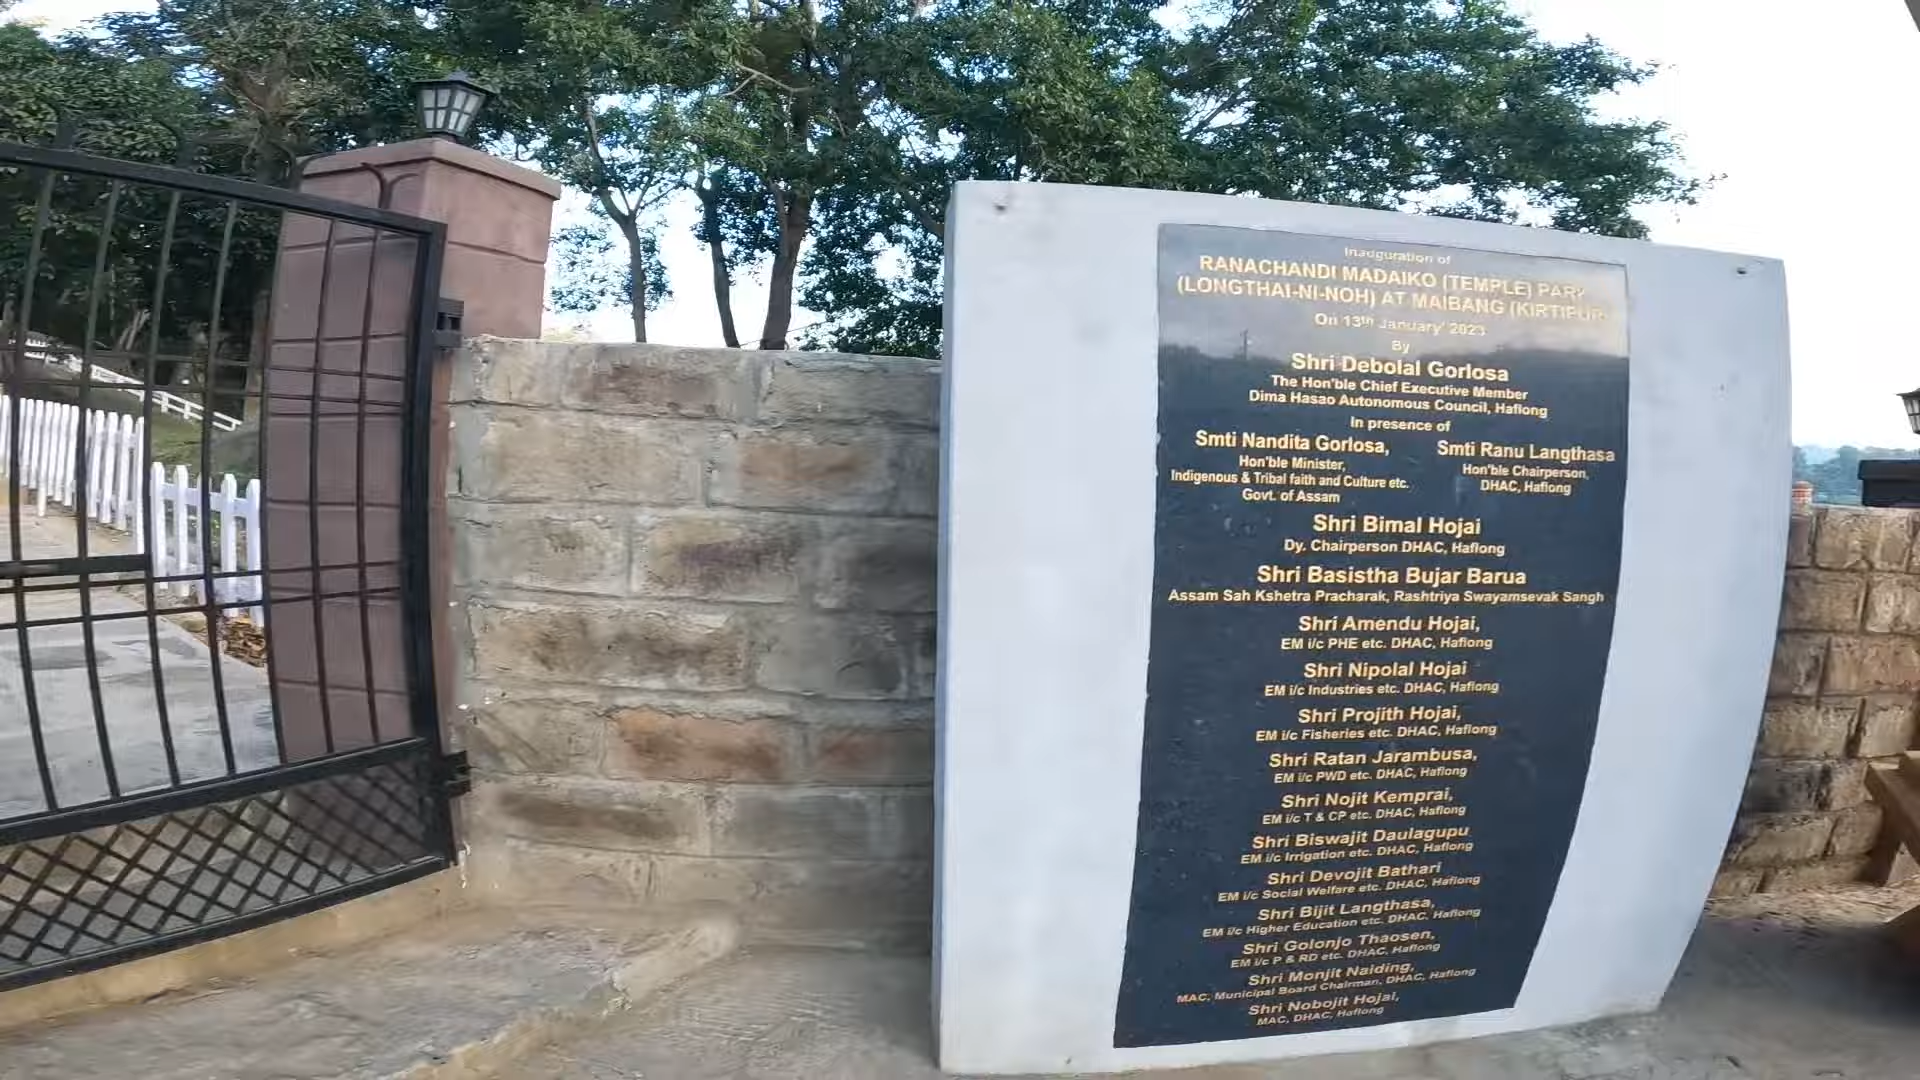 Inauguration of
RANACHANDI MADAIKO (TEMPLE) PARK
(LONGTHAI-NI-NOH) AT MAIBANG (KIRTIPUR)
On 13th January' 2023
By
Shri Debolal Gorlosa
The Hon'ble Chief Executive Member
Dima Hasao Autonomous Council, Haflong
In presence of
Smti Nandita Gorlosa,
Hon'ble Minister,
Indigenous & Tribal faith and Culture etc.
Govt. of Assam
Smti Ranu Langthasa
Hon'ble Chairperson,
DHAC, Haflong
Shri Bimal Hojai
Dy. Chairperson DHAC, Haflong
Shri Basistha Bujar Barua
Assam Sah Kshetra Pracharak, Rashtriya Swayamsevak Sangh
Shri Amendu Hojai,
EM i/c PHE etc. DHAC, Haflong
Shri Nipolal Hojai
EM i/c Industries etc. DHAC, Haflong
Shri Projith Hojai,
EM i/c Fisheries etc. DHAC, Haflong
Shri Ratan Jarambusa,
EM i/c PWD etc. DHAC, Haflong
Shri Nojit Kemprai,
EM i/c T & CP etc. DHAC, Haflong
Shri Biswajit Daulagupu
EM i/c Irrigation etc. DHAC, Haflong
Shri Devojit Bathari
EM i/c Social Welfare etc. DHAC, Haflong
Shri Bijit Langthasa,
EM i/c Higher Education etc. DHAC, Haflong
Shri Golonjo Thaosen,
EM i/c P & RD etc. DHAC, Haflong
Shri Monjit Naiding,
MAC, Municipal Board Chairman, DHAC, Haflong
Shri Nobojit Hojai,
MAC, DHAC, Haflong